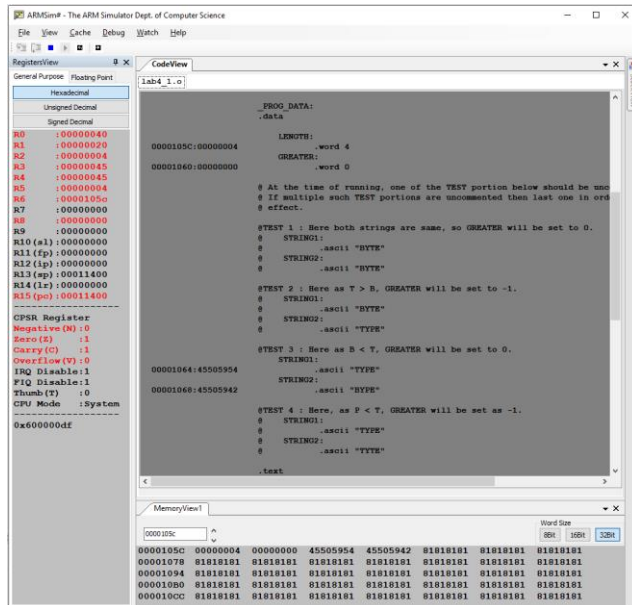 ARMSim# - The ARM Simulator Dept. of Computer Science
File View Cache Debug Watch Help
RegistersView
General Purpose Floating Point
Hexadecimal
Unsigned Decimal
Signed Decimal
R0 :00000040
R1 :00000020
R2 :00000004
R3 :00000045
R4 :00000045
R5 :00000004
R6 :0000105c
R7 :00000000
R8 :00000000
R9 :00000000
R10(sl):00000000
R11(fp):00000000
R12(ip):00000000
R13(sp):00011400
R14(lr):00000000
R15(pc):00011400
CPSR Register
Negative(N):0
Zero(Z) :1
Carry(C) :1
Overflow(V):0
IRQ Disable:1
FIQ Disable:1
Thumb(T) :0
CPU Mode :System
0x600000df
CodeView
lab4_1.o
_PROG_DATA:
.data
LENGTH:
0000105C:00000004 .word 4
GREATER:
00001060:00000000 .word 0
@ At the time of running, one of the TEST portion below should be unc
@ If multiple such TEST portions are uncommented then last one in ord
@ effect.
@TEST 1 : Here both strings are same, so GREATER will be set to 0.
@ STRING1:
@ .ascii "BYTE"
@ STRING2:
@ .ascii "BYTE"
@TEST 2 : Here as T > B, GREATER will be set to -1.
@ STRING1:
@ .ascii "BYTE"
@ STRING2:
@ .ascii "TYPE"
@TEST 3 : Here as B < T, GREATER will be set to 0.
STRING1:
00001064:45505954 .ascii "TYPE"
STRING2:
00001068:45505942 .ascii "BYPE"
@TEST 4 : Here, as P < T, GREATER will be set as -1.
@ STRING1:
@ .ascii "TYPE"
@ STRING2:
@ .ascii "TYTE"
.text
MemoryView1
0000105c
Word Size
8Bit 16Bit 32Bit
0000105C 00000004 00000000 45505954 45505942 81818181 81818181 81818181
00001078 81818181 81818181 81818181 81818181 81818181 81818181 81818181
00001094 81818181 81818181 81818181 81818181 81818181 81818181 81818181
000010B0 81818181 81818181 81818181 81818181 81818181 81818181 81818181
000010CC 81818181 81818181 81818181 81818181 81818181 81818181 81818181